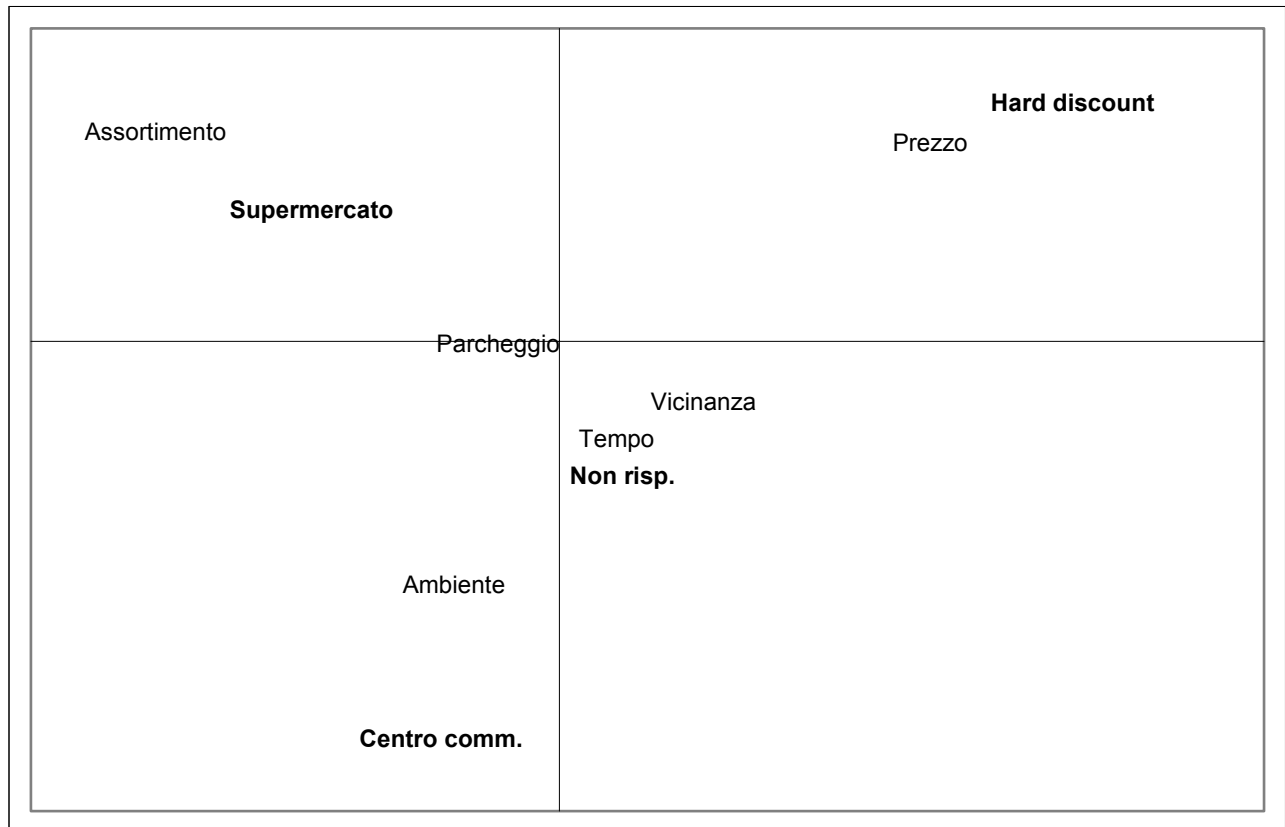 Hard discount
Assortimento
Prezzo
Supermercato
Parcheggio
Vicinanza
Tempo
Non risp.
Ambiente
Centro comm.